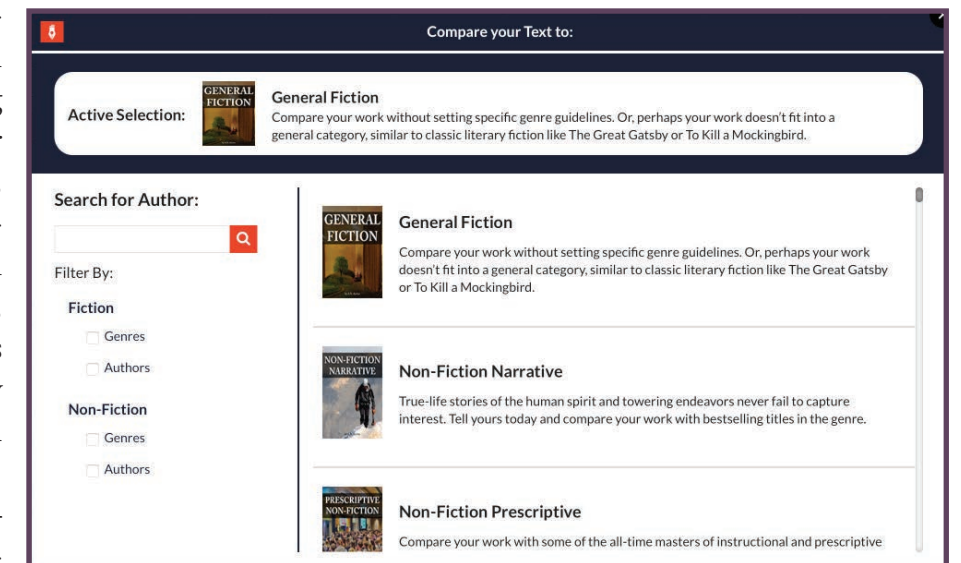 Compare your Text to:
Active Selection:
GENERAL
FICTION
General Fiction
Compare your work without setting specific genre guidelines. Or, perhaps your work doesn't fit into a
general category, similar to classic literary fiction like The Great Gatsby or To Kill a Mockingbird.
Search for Author:
Filter By:
Fiction
Genres
Authors
Non-Fiction
Genres
Authors
GENERAL
FICTION
General Fiction
Compare your work without setting specific genre guidelines. Or, perhaps your work
doesn't fit into a general category, similar to classic literary fiction like The Great Gatsby
or To Kill a Mockingbird.
NON-FICTION
NARRATIVE
Non-Fiction Narrative
True-life stories of the human spirit and towering endeavors never fail to capture
interest. Tell yours today and compare your work with bestselling titles in the genre.
PRESCRIPTIVE
NON-FICTION
Non-Fiction Prescriptive
Compare your work with some of the all-time masters of instructional and prescriptive